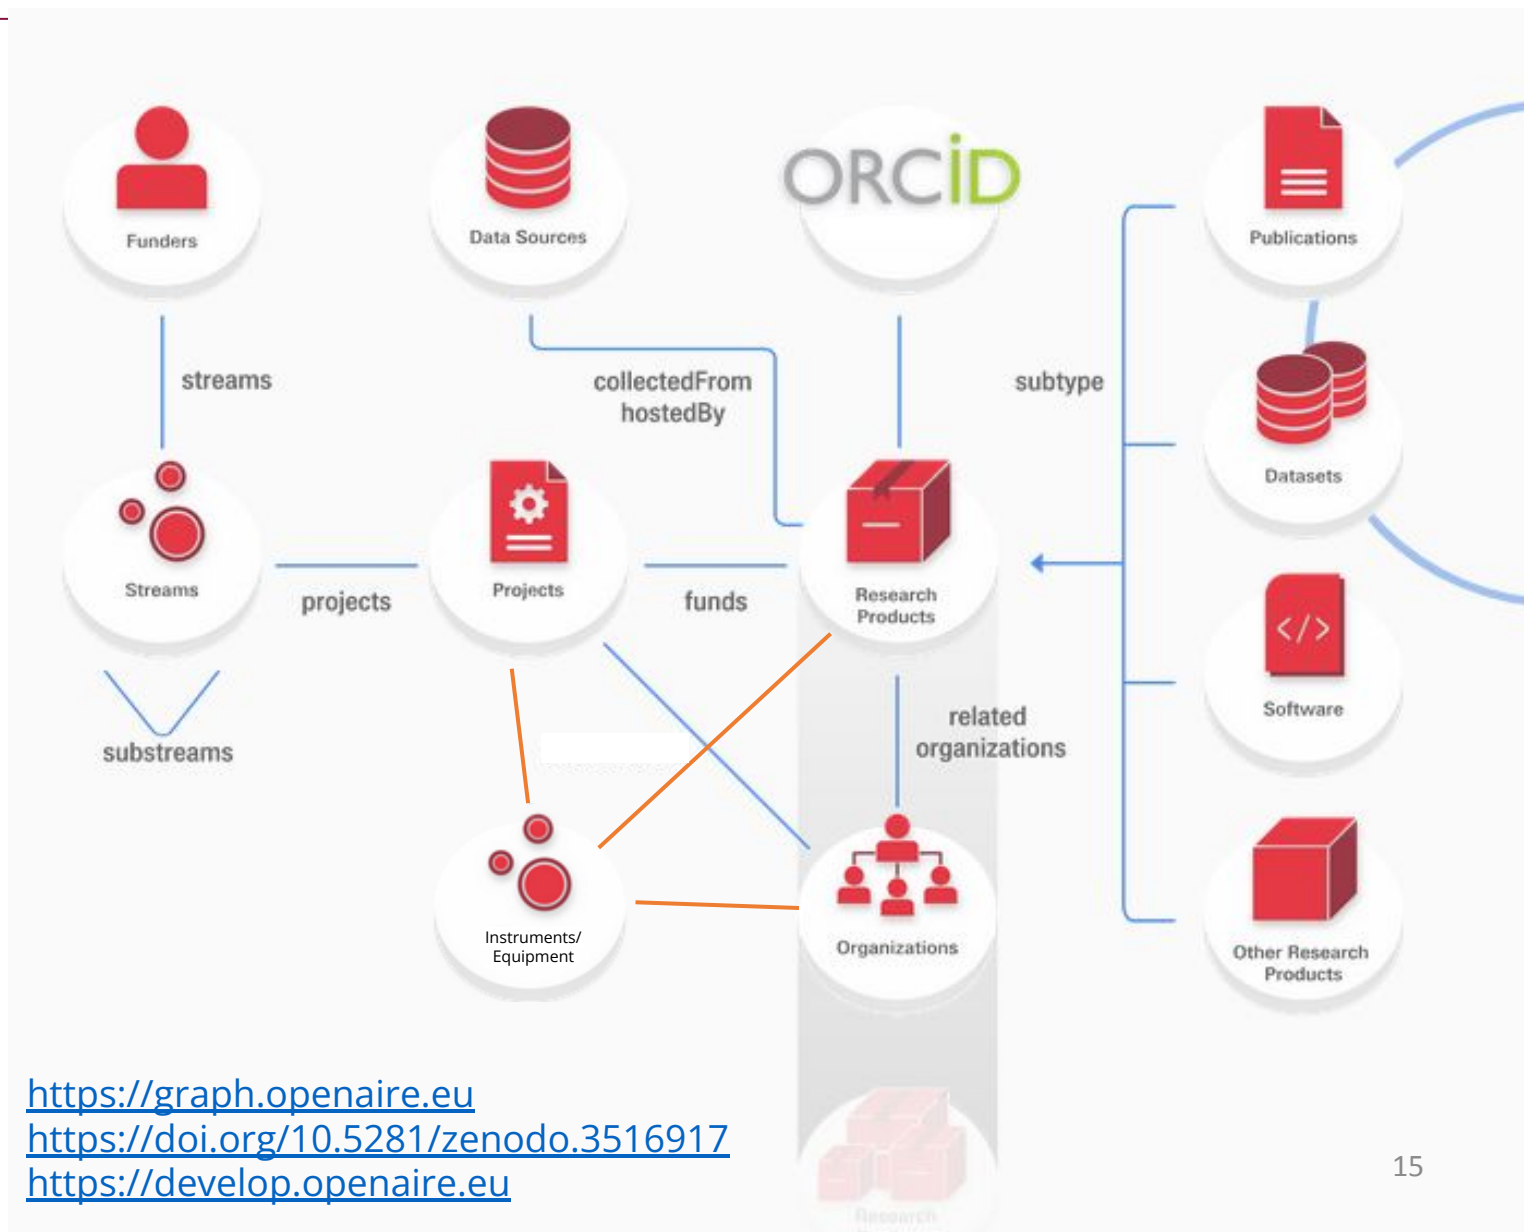 Funders
Data Sources
ORCiD
Publications
streams
collectedFrom
hostedBy
subtype
Datasets
Streams
projects
Projects
funds
Research
Products
substreams
related
organizations
Software
Instruments/
Equipment
Organizations
Other Research
Products
</>
https://graph.openaire.eu
https://doi.org/10.5281/zenodo.3516917
https://develop.openaire.eu
15
Research